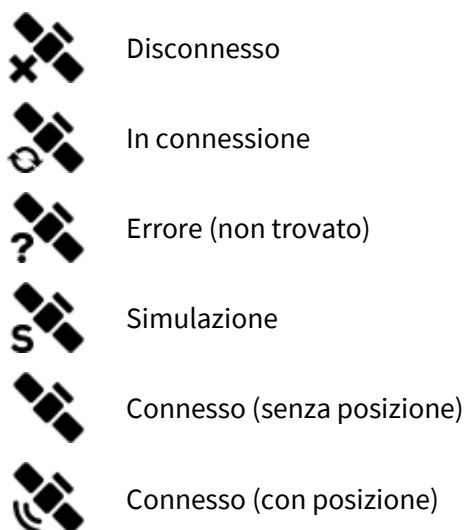 Disconnesso
In connessione
? Errore (non trovato)
S Simulazione
Connesso (senza posizione)
Connesso (con posizione)